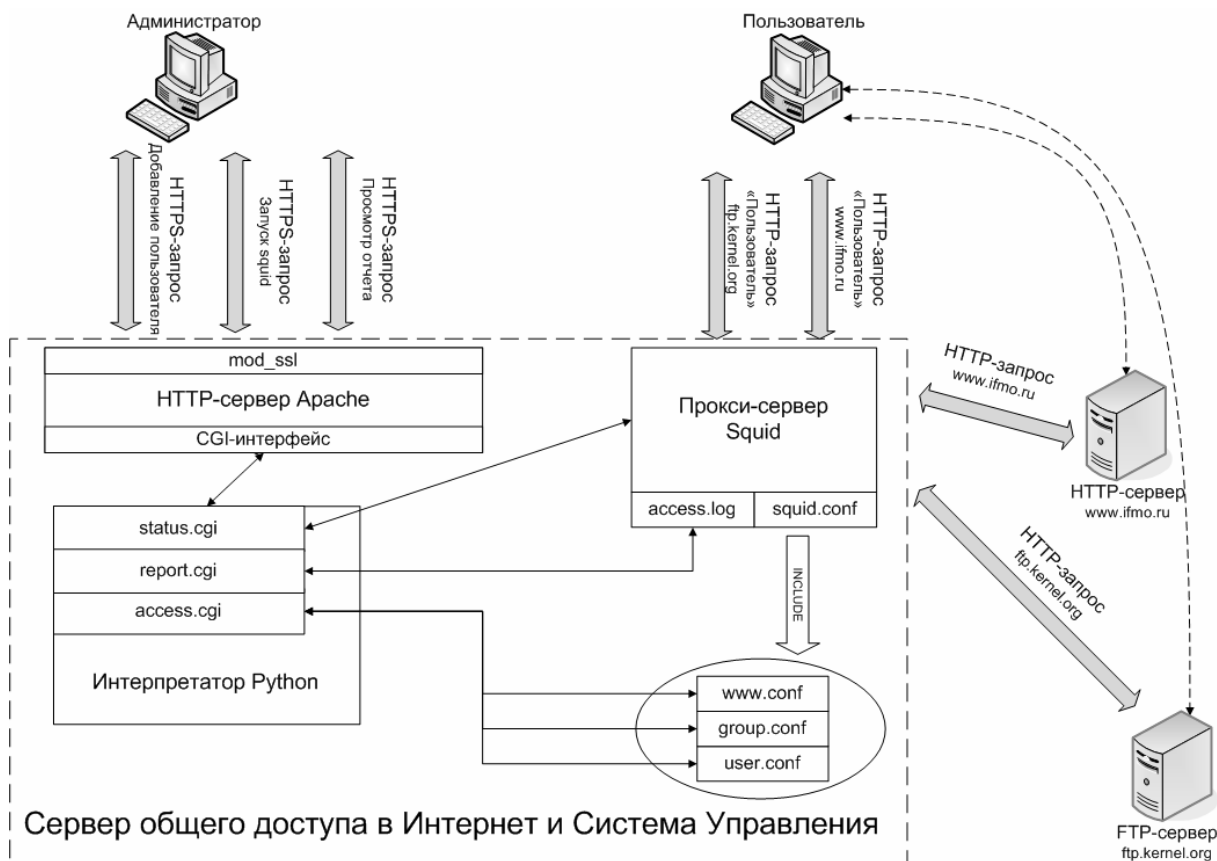 Администратор
Пользователь
HTTPS-запрос
Добавление пользователя
HTTPS-запрос
Запуск squid
HTTPS-запрос
Просмотр отчета
HTTP-запрос
«Пользователь»
ftp.kernel.org
HTTP-запрос
«Пользователь»
www.ifmo.ru
mod_ssl
HTTP-сервер Apache
CGI-интерфейс
Прокси-сервер
Squid
access.log
squid.conf
HTTP-запрос
www.ifmo.ru
HTTP-сервер
www.ifmo.ru
status.cgi
report.cgi
access.cgi
Интерпретатор Python
INCLUDE
HTTP-запрос
ftp.kernel.org
www.conf
group.conf
user.conf
Сервер общего доступа в Интернет и Система Управления
FTP-сервер
ftp.kernel.org